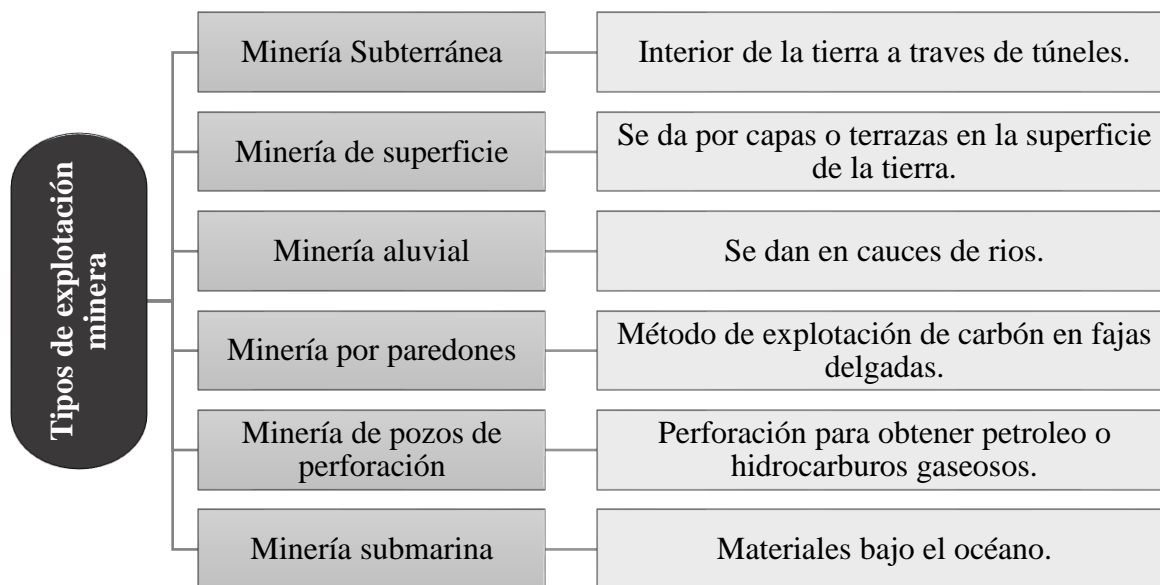 Tipos de explotación
minera
Minería Subterránea
Interior de la tierra a traves de túneles.
Minería de superficie
Se da por capas o terrazas en la superficie
de la tierra.
Minería aluvial
Se dan en cauces de rios.
Minería por paredones
Método de explotación de carbón en fajas
delgadas.
Minería de pozos de
perforación
Perforación para obtener petroleo o
hidrocarburos gaseosos.
Minería submarina
Materiales bajo el océano.